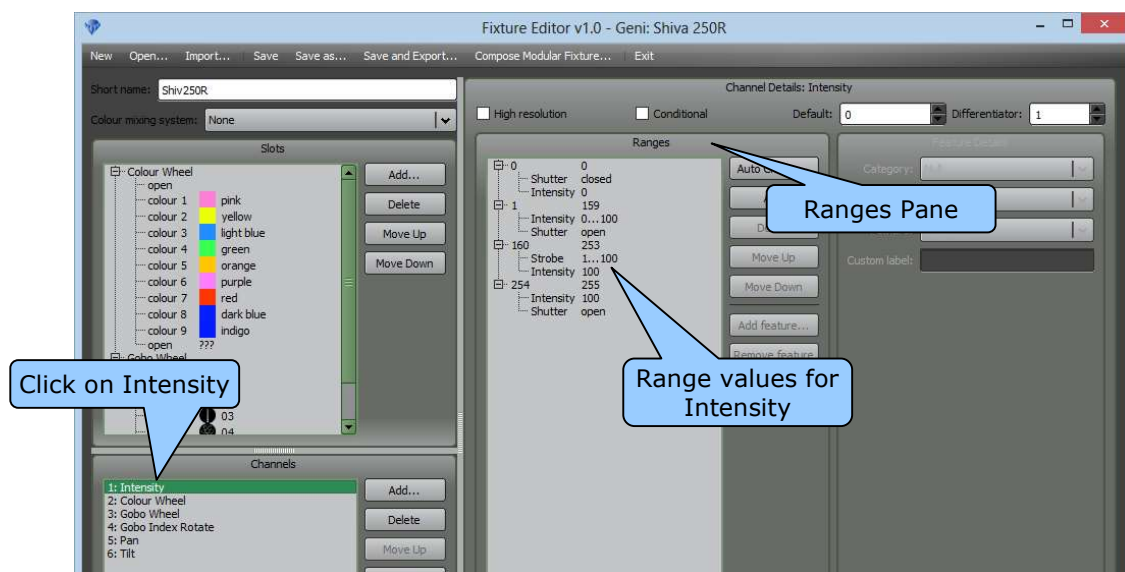 Fixture Editor v1.0 - Geni: Shiva 250R
New Open... Import... Save Save as... Save and Export... Compose Modular Fixture... Exit
Short name: Shiv250R
Colour mixing system: None
Slots
Colour Wheel
open
colour 1 pink
colour 2 yellow
colour 3 light blue
colour 4 green
colour 5 orange
colour 6 purple
colour 7 red
colour 8 dark blue
colour 9 indigo
open ???
Gobo Wheel
03
04
Add...
Delete
Move Up
Move Down
Click on Intensity
Channels
1: Intensity
2: Colour Wheel
3: Gobo Wheel
4: Gobo Index Rotate
5: Pan
6: Tilt
Add...
Delete
Move Up
Channel Details: Intensity
High resolution Conditional Default: 0 Differentiator: 1
Ranges
0 0
Shutter closed
Intensity 0
1 159
Intensity 0...100
Shutter open
160 253
Strobe 1...100
Intensity 100
254 255
Intensity 100
Shutter open
Move Up
Move Down
Add feature...
Remove feature
Ranges Pane
Range values for
Intensity
Feature Details
Category:
Custom label: